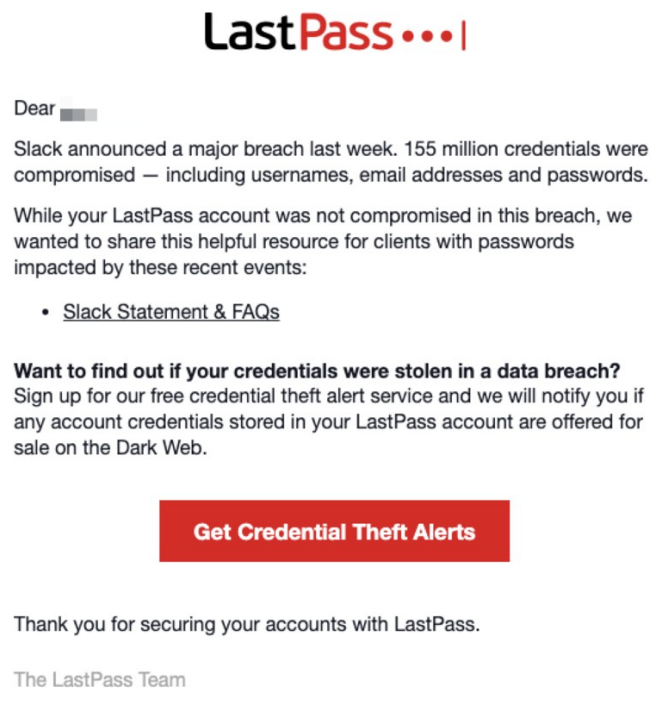 LastPass
Dear
Slack announced a major breach last week. 155 million credentials were
compromised — including usernames, email addresses and passwords.
While your LastPass account was not compromised in this breach, we
wanted to share this helpful resource for clients with passwords
impacted by these recent events:
• Slack Statement & FAQs
Want to find out if your credentials were stolen in a data breach?
Sign up for our free credential theft alert service and we will notify you if
any account credentials stored in your LastPass account are offered for
sale on the Dark Web.
Get Credential Theft Alerts
Thank you for securing your accounts with LastPass.
The LastPass Team